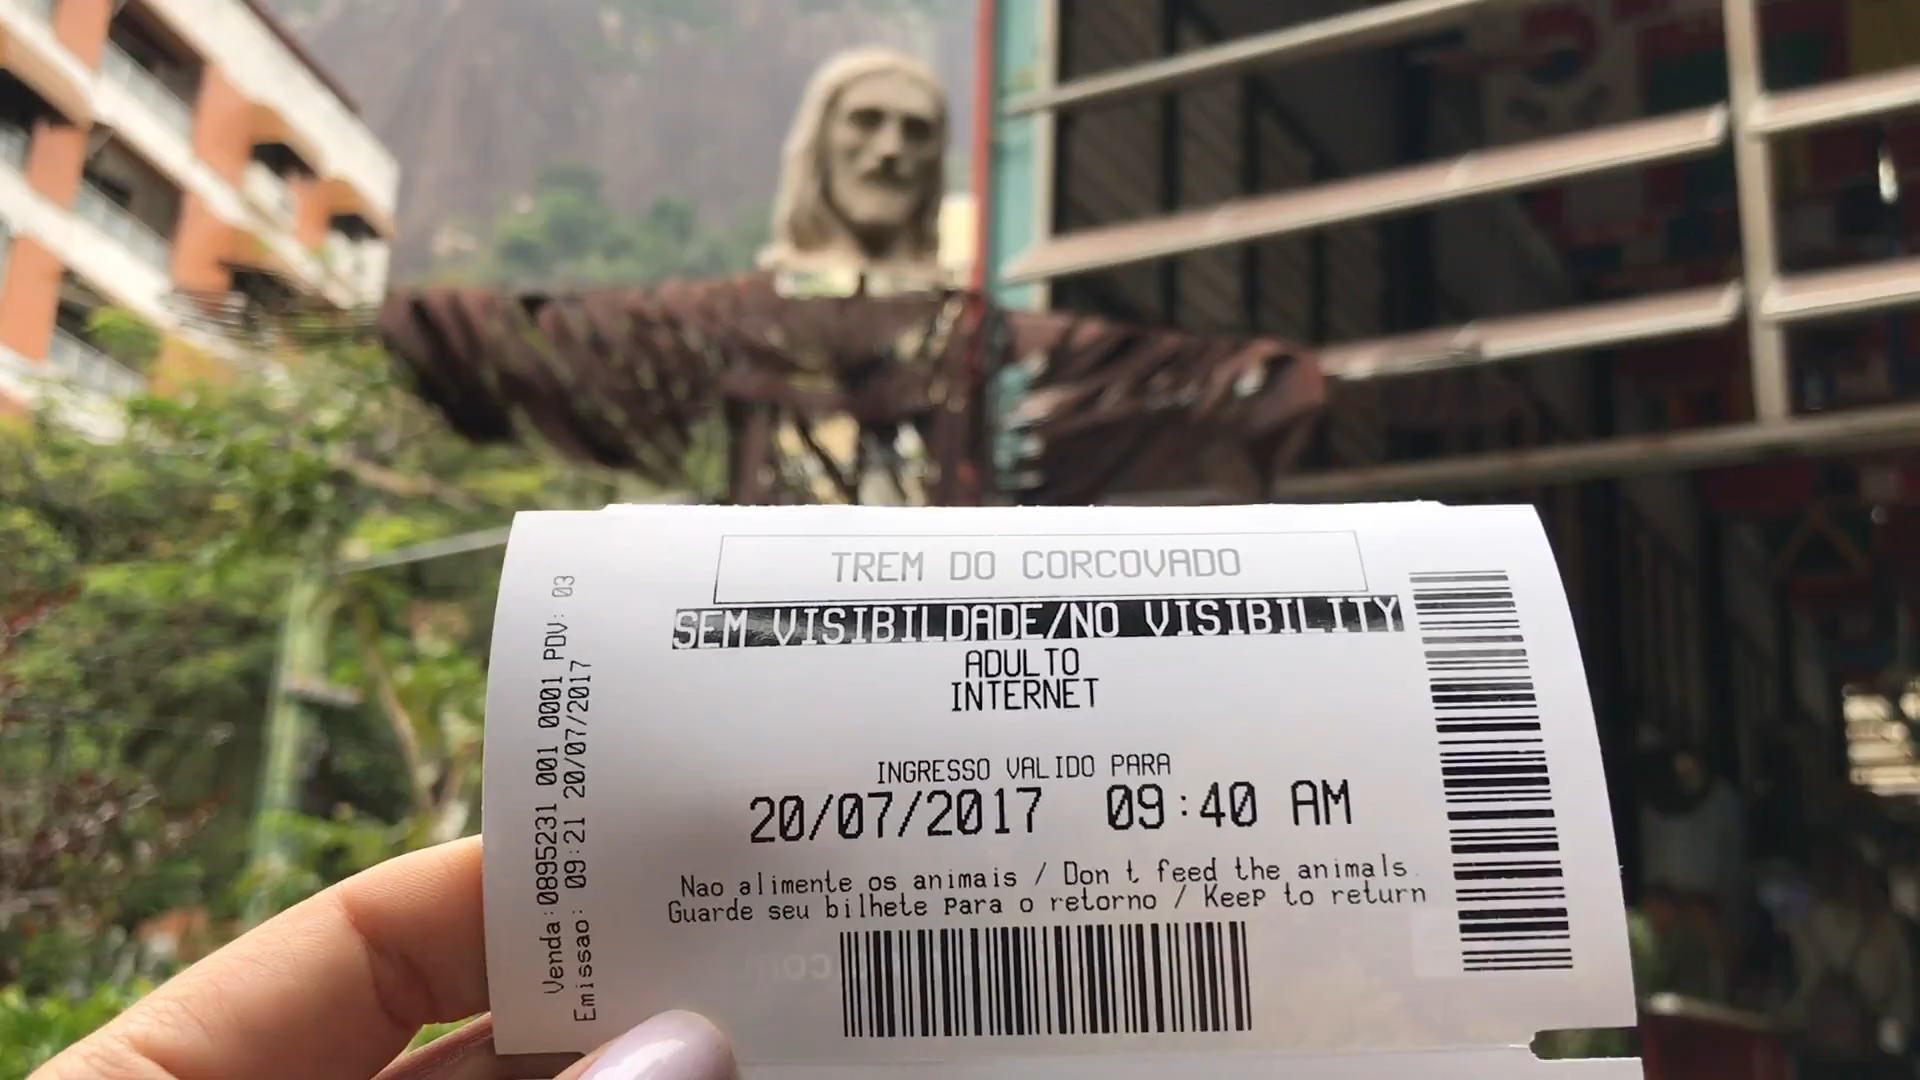 TREM DO CORCOVADO
SEM VISIBILDADE/NO VISIBILITY
ADULTO
INTERNET
INGRESSO VALIDO PARA
20/07/2017 09:40 AM
Nao alimente os animais / Don t feed the animals.
Guarde seu bilhete para o retorno / Keep to return
Venda:0895231 001 0001 PDV: 03
Emissao: 09:21 20/07/2017